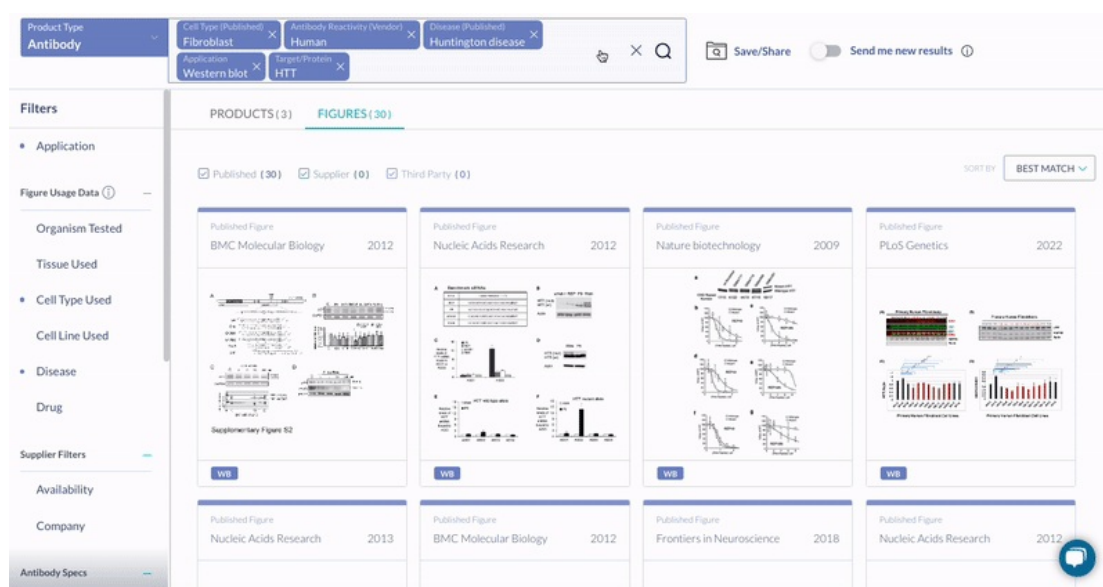 Product Type
Antibody
Cell Type (Published)
Fibroblast
Antibody Reactivity (Vendor)
Human
Disease (Published)
Huntington disease
Application
Western blot
Target/Protein
HTT
Save/Share
Send me new results
Filters
Application
Figure Usage Data
Organism Tested
Tissue Used
Cell Type Used
Cell Line Used
Disease
Drug
Supplier Filters
Availability
Company
Antibody Specs
PRODUCTS (3)
FIGURES (30)
Published (30)
Supplier (0)
Third Party (0)
SORT BY
BEST MATCH
Published Figure
BMC Molecular Biology 2012
Supplementary Figure S2
WB
Published Figure
Nucleic Acids Research 2012
WB
Published Figure
Nature biotechnology 2009
WB
Published Figure
PLoS Genetics 2022
WB
Published Figure
Nucleic Acids Research 2013
Published Figure
BMC Molecular Biology 2012
Published Figure
Frontiers in Neuroscience 2018
Published Figure
Nucleic Acids Research 2012